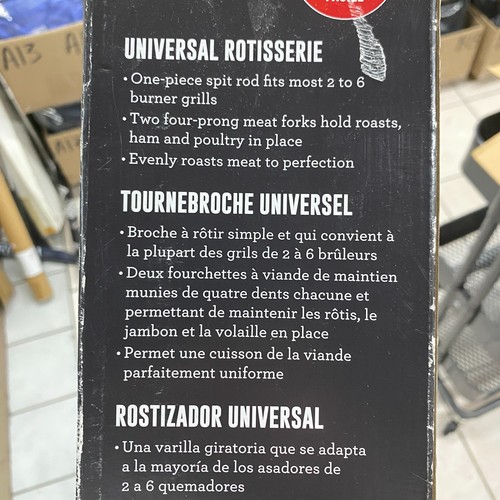 A13
UNIVERSAL ROTISSERIE
• One-piece spit rod fits most 2 to 6
burner grills
• Two four-prong meat forks hold roasts,
ham and poultry in place
• Evenly roasts meat to perfection
TOURNEBROCHE UNIVERSEL
• Broche à rôtir simple et qui convient à
la plupart des grils de 2 à 6 brûleurs
• Deux fourchettes à viande de maintien
munies de quatre dents chacune et
permettant de maintenir les rôtis, le
jambon et la volaille en place
• Permet une cuisson de la viande
parfaitement uniforme
ROSTIZADOR UNIVERSAL
• Una varilla giratoria que se adapta
a la mayoría de los asadores de
2 a 6 quemadores